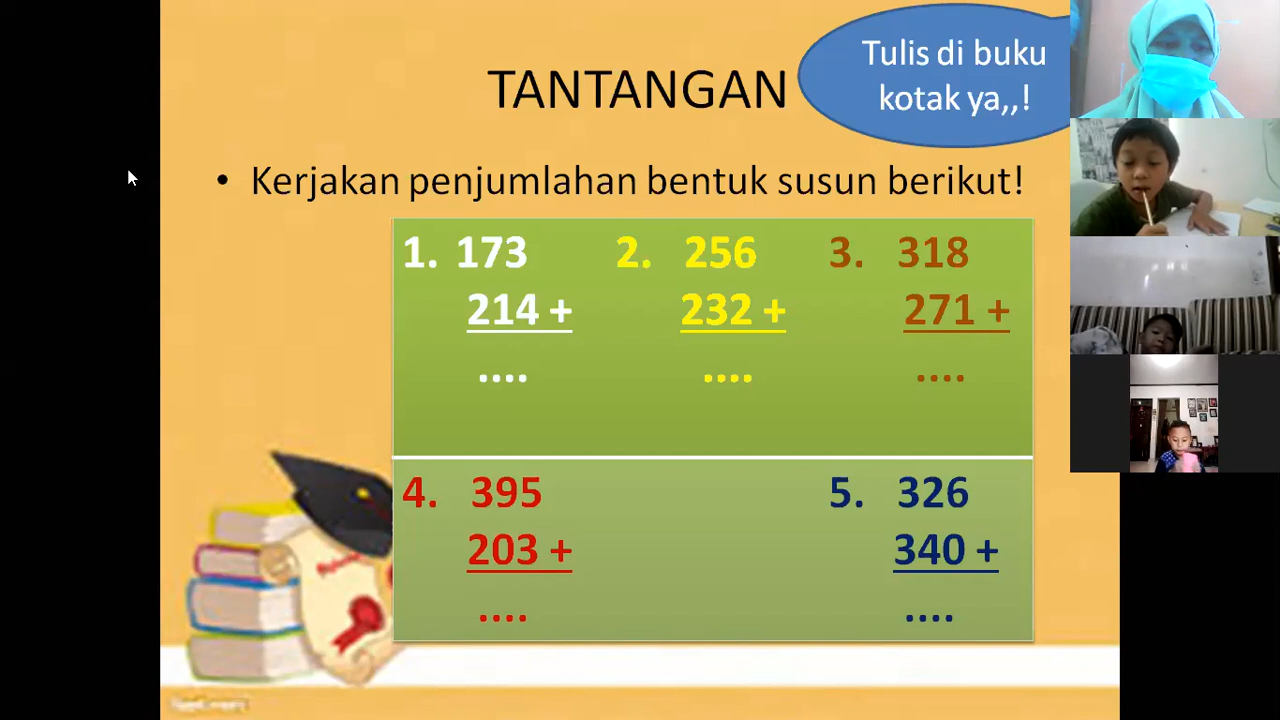 TANTANGAN
Tulis di buku
kotak ya,,!
• Kerjakan penjumlahan bentuk susun berikut!
1. 173 2. 256 3. 318
214 + 232 + 271 +
.... .... ....
4. 395 5. 326
203 + 340 +
.... ....